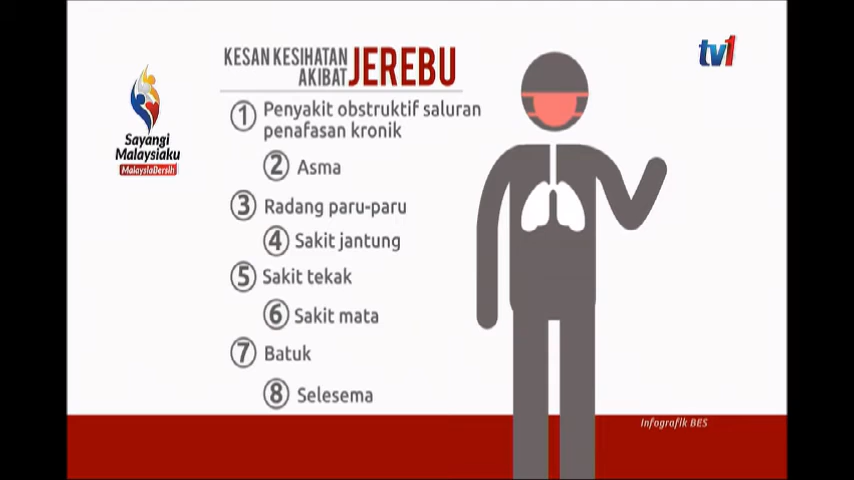 KESAN KESIHATAN
AKIBAT JEREBU
tv1
Sayangi
Malaysiaku
MalaysiaBersih
1 Penyakit obstruktif saluran
penafasan kronik
2 Asma
3 Radang paru-paru
4 Sakit jantung
5 Sakit tekak
6 Sakit mata
7 Batuk
8 Selesema
Infografik BES